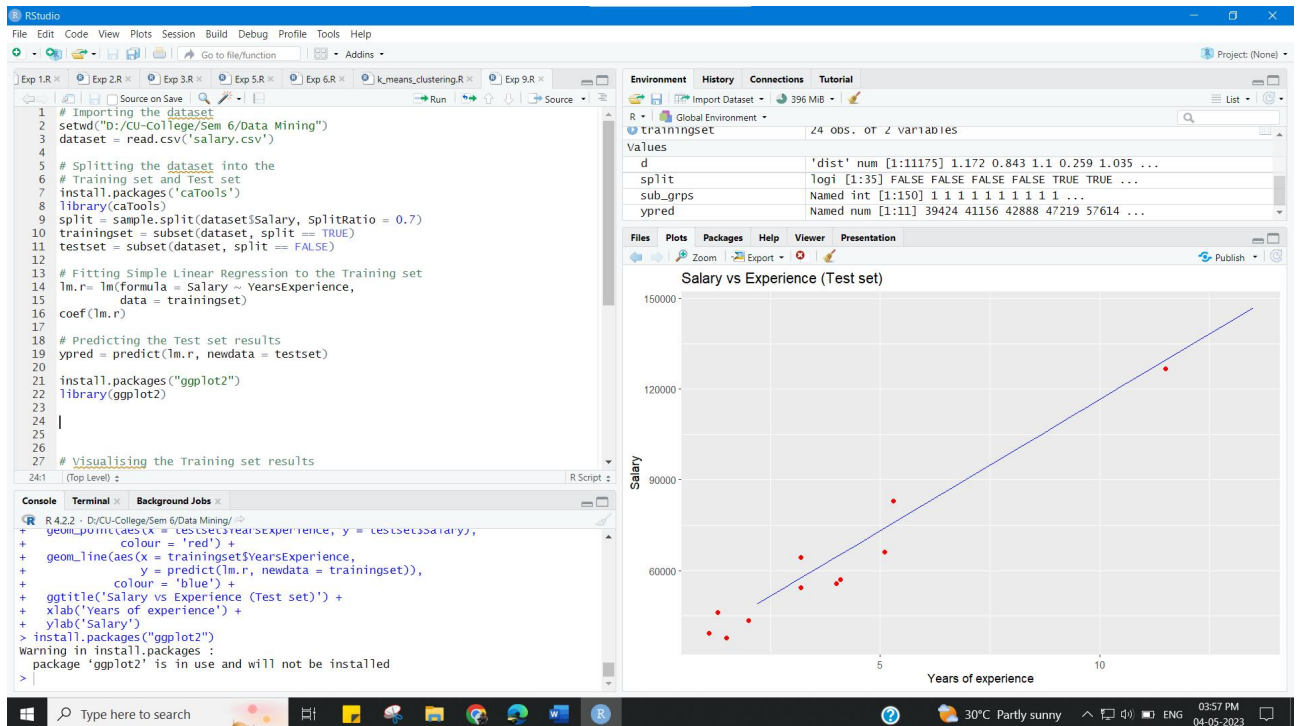 RStudio
File Edit Code View Plots Session Build Debug Profile Tools Help
Go to file/function Addins Project: (None)
Exp 1.R Exp 2.R Exp 3.R Exp 5.R Exp 6.R k_means_clustering.R Exp 9.R
Source on Save Run Source
1 # Importing the dataset
2 setwd("D:/CU-College/Sem 6/Data Mining")
3 dataset = read.csv('salary.csv')
4
5 # Splitting the dataset into the
6 # Training set and Test set
7 install.packages('caTools')
8 library(caTools)
9 split = sample.split(dataset$Salary, SplitRatio = 0.7)
10 trainingset = subset(dataset, split == TRUE)
11 testset = subset(dataset, split == FALSE)
12
13 # Fitting Simple Linear Regression to the Training set
14 lm.r= lm(formula = Salary ~ YearsExperience,
15 data = trainingset)
16 coef(lm.r)
17
18 # Predicting the Test set results
19 ypred = predict(lm.r, newdata = testset)
20
21 install.packages("ggplot2")
22 library(ggplot2)
23
24
25
26
27 # Visualising the Training set results
24:1 (Top Level) R Script
Console Terminal Background Jobs
R 4.2.2 · D:/CU-College/Sem 6/Data Mining/
+ geom_point(aes(x = testset$YearsExperience, y = testset$Salary),
+ colour = 'red') +
+ geom_line(aes(x = trainingset$YearsExperience,
+ y = predict(lm.r, newdata = trainingset)),
+ colour = 'blue') +
+ ggtitle('Salary vs Experience (Test set)') +
+ xlab('Years of experience') +
+ ylab('Salary')
> install.packages("ggplot2")
Warning in install.packages :
package ‘ggplot2’ is in use and will not be installed
>
Environment History Connections Tutorial
Import Dataset 396 MiB List
R Global Environment
trainingset 24 obs. of 2 variables
Values
d 'dist' num [1:11175] 1.172 0.843 1.1 0.259 1.035 ...
split logi [1:35] FALSE FALSE FALSE FALSE TRUE TRUE ...
sub_grps Named int [1:150] 1 1 1 1 1 1 1 1 1 1 ...
ypred Named num [1:11] 39424 41156 42888 47219 57614 ...
Files Plots Packages Help Viewer Presentation
Zoom Export Publish
Salary vs Experience (Test set)
150000
120000
90000
60000
Salary
5 10
Years of experience
Type here to search
30°C Partly sunny ENG 03:57 PM
04-05-2023